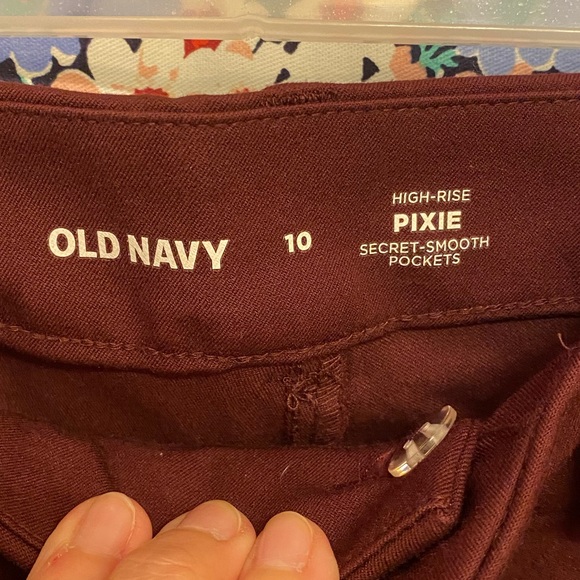 OLD NAVY
10
HIGH-RISE
PIXIE
SECRET-SMOOTH
POCKETS